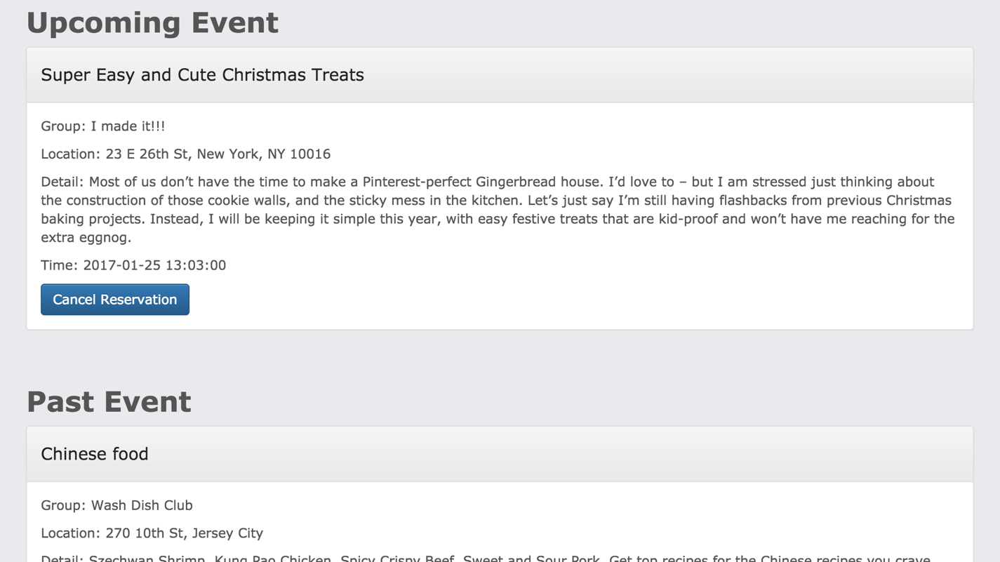 Upcoming Event
Super Easy and Cute Christmas Treats
Group: I made it!!!
Location: 23 E 26th St, New York, NY 10016
Detail: Most of us don’t have the time to make a Pinterest-perfect Gingerbread house. I’d love to – but I am stressed just thinking about
the construction of those cookie walls, and the sticky mess in the kitchen. Let’s just say I’m still having flashbacks from previous Christmas
baking projects. Instead, I will be keeping it simple this year, with easy festive treats that are kid-proof and won’t have me reaching for the
extra eggnog.
Time: 2017-01-25 13:03:00
Cancel Reservation
Past Event
Chinese food
Group: Wash Dish Club
Location: 270 10th St, Jersey City
Detail: Szechwan Shrimp, Kung Pao Chicken, Spicy Crispy Beef, Sweet and Sour Pork. Get top recipes for the Chinese recipes you crave